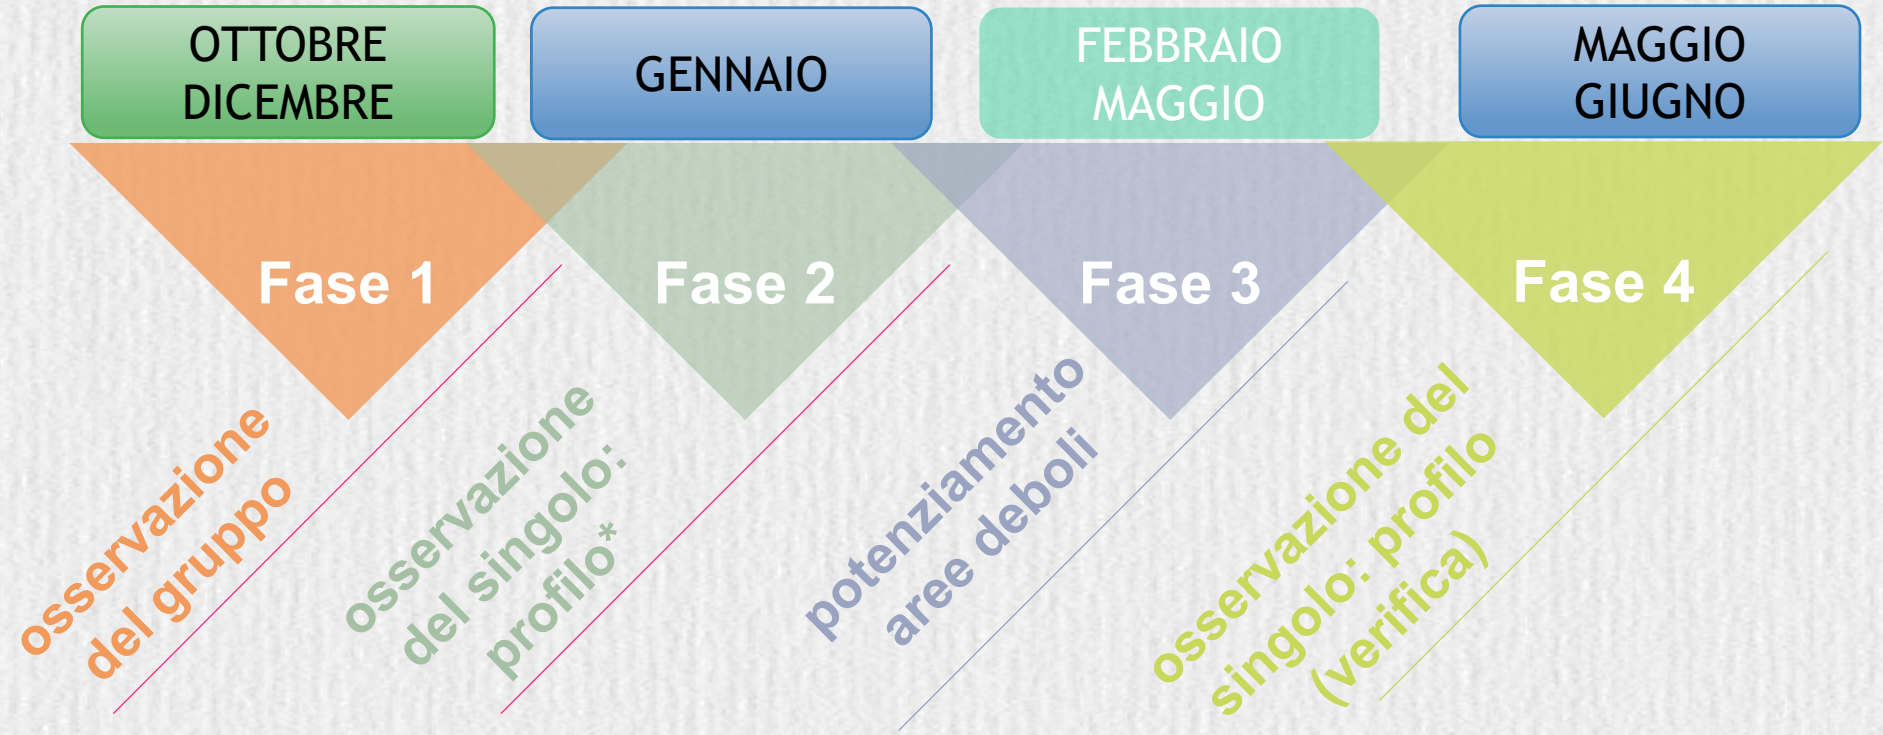 OTTOBRE
DICEMBRE
GENNAIO
FEBBRAIO
MAGGIO
MAGGIO
GIUGNO
Fase 1
Fase 2
Fase 3
Fase 4
osservazione
del gruppo
osservazione
del singolo:
profilo*
potenziamento
aree deboli
osservazione del
singolo: profilo
(verifica)